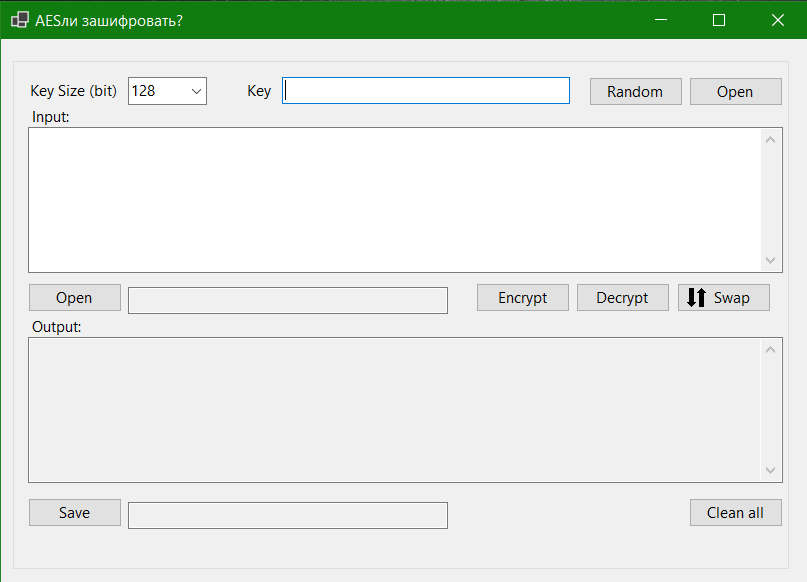 AESли зашифровать?
Key Size (bit) 128 Key Random Open
Input:
Open Encrypt Decrypt Swap
Output:
Save Clean all